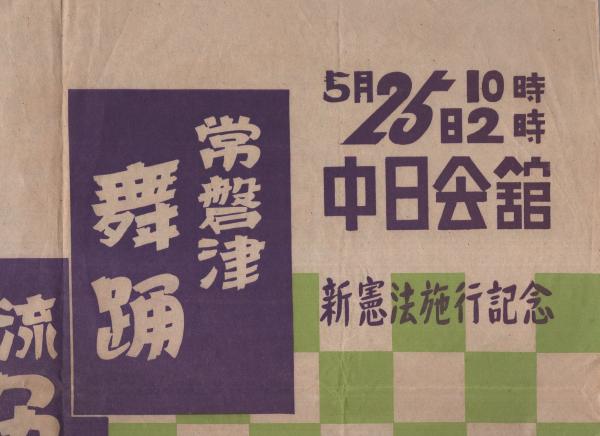 5月25日10時2時
中日会舘
新憲法施行記念
常磐津
舞踊
流